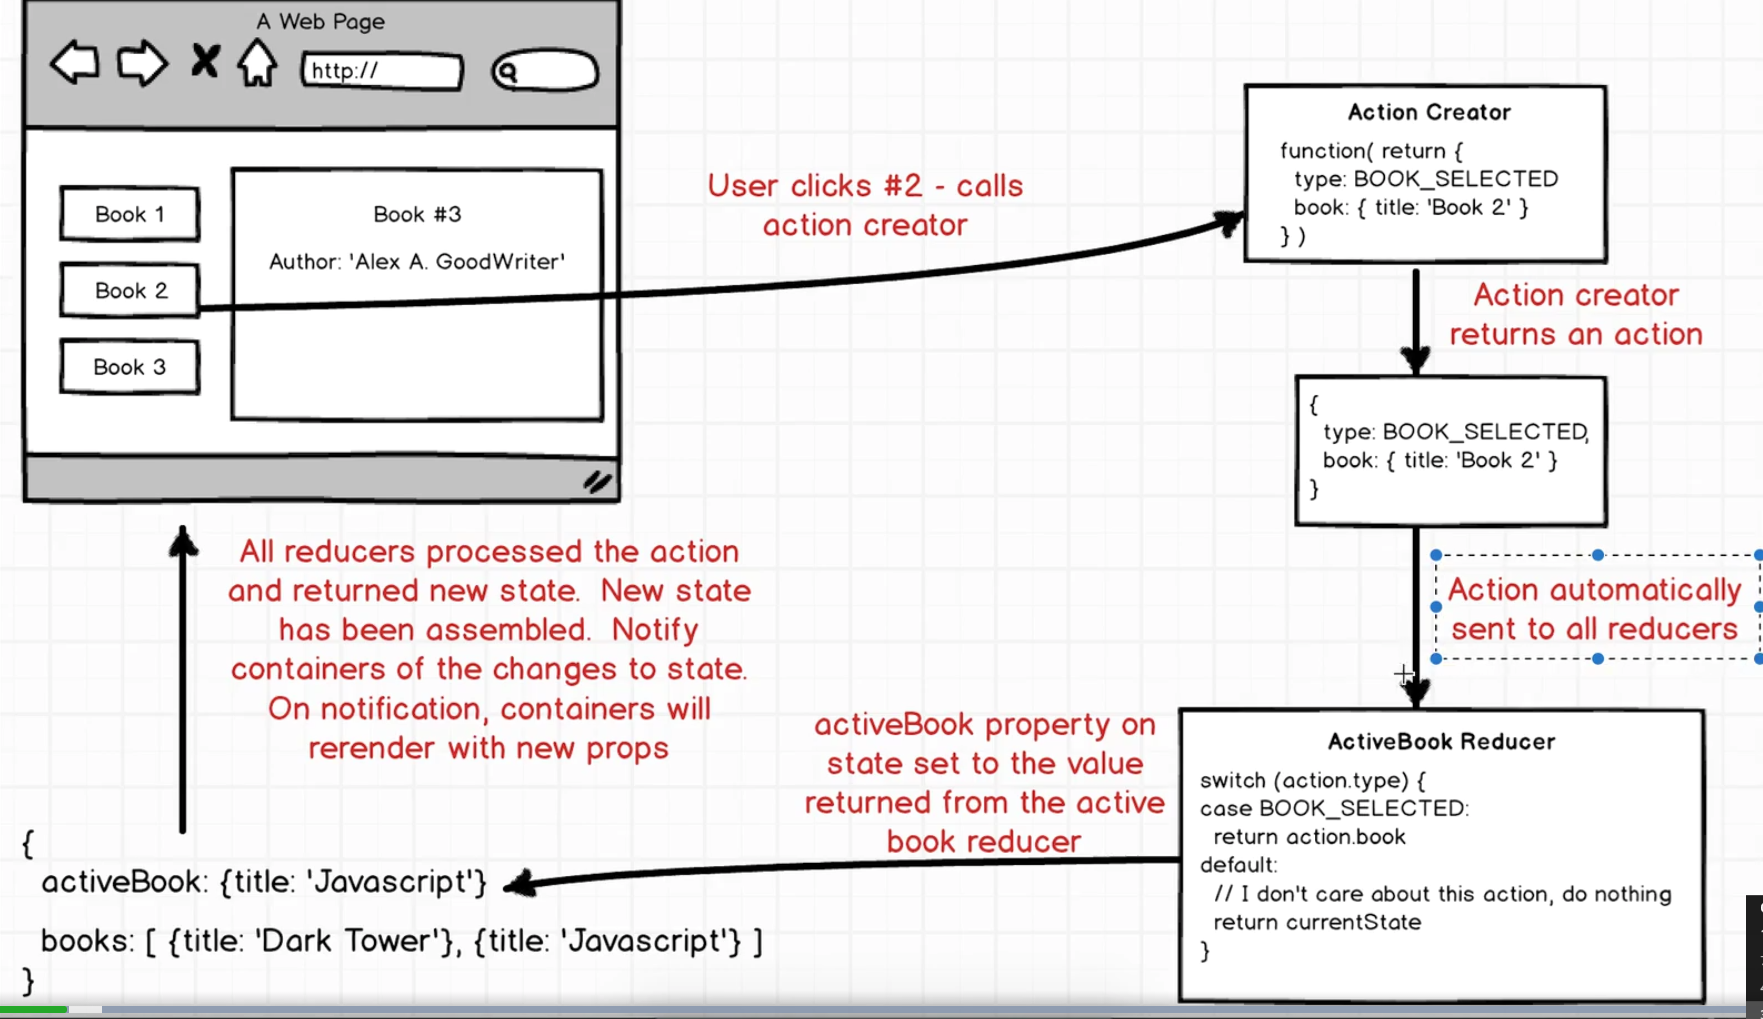 A Web Page
http://
Book 1
Book 2
Book 3
Book #3
Author: 'Alex A. GoodWriter'
User clicks #2 - calls
action creator
Action Creator
function( return {
type: BOOK_SELECTED
book: { title: 'Book 2' }
} )
Action creator
returns an action
{
type: BOOK_SELECTED,
book: { title: 'Book 2' }
}
Action automatically
sent to all reducers
ActiveBook Reducer
switch (action.type) {
case BOOK_SELECTED:
return action.book
default:
// I don't care about this action, do nothing
return currentState
}
activeBook property on
state set to the value
returned from the active
book reducer
All reducers processed the action
and returned new state. New state
has been assembled. Notify
containers of the changes to state.
On notification, containers will
rerender with new props
{
activeBook: {title: 'Javascript'}
books: [ {title: 'Dark Tower'}, {title: 'Javascript'} ]
}